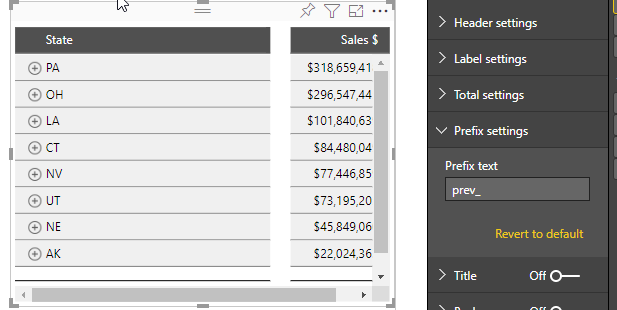 State Sales $
PA $318,659,41
OH $296,547,44
LA $101,840,63
CT $84,480,04
NV $77,446,85
UT $73,195,20
NE $45,849,06
AK $22,024,36
Header settings
Label settings
Total settings
Prefix settings
Prefix text
prev_
Revert to default
Title Off
Off